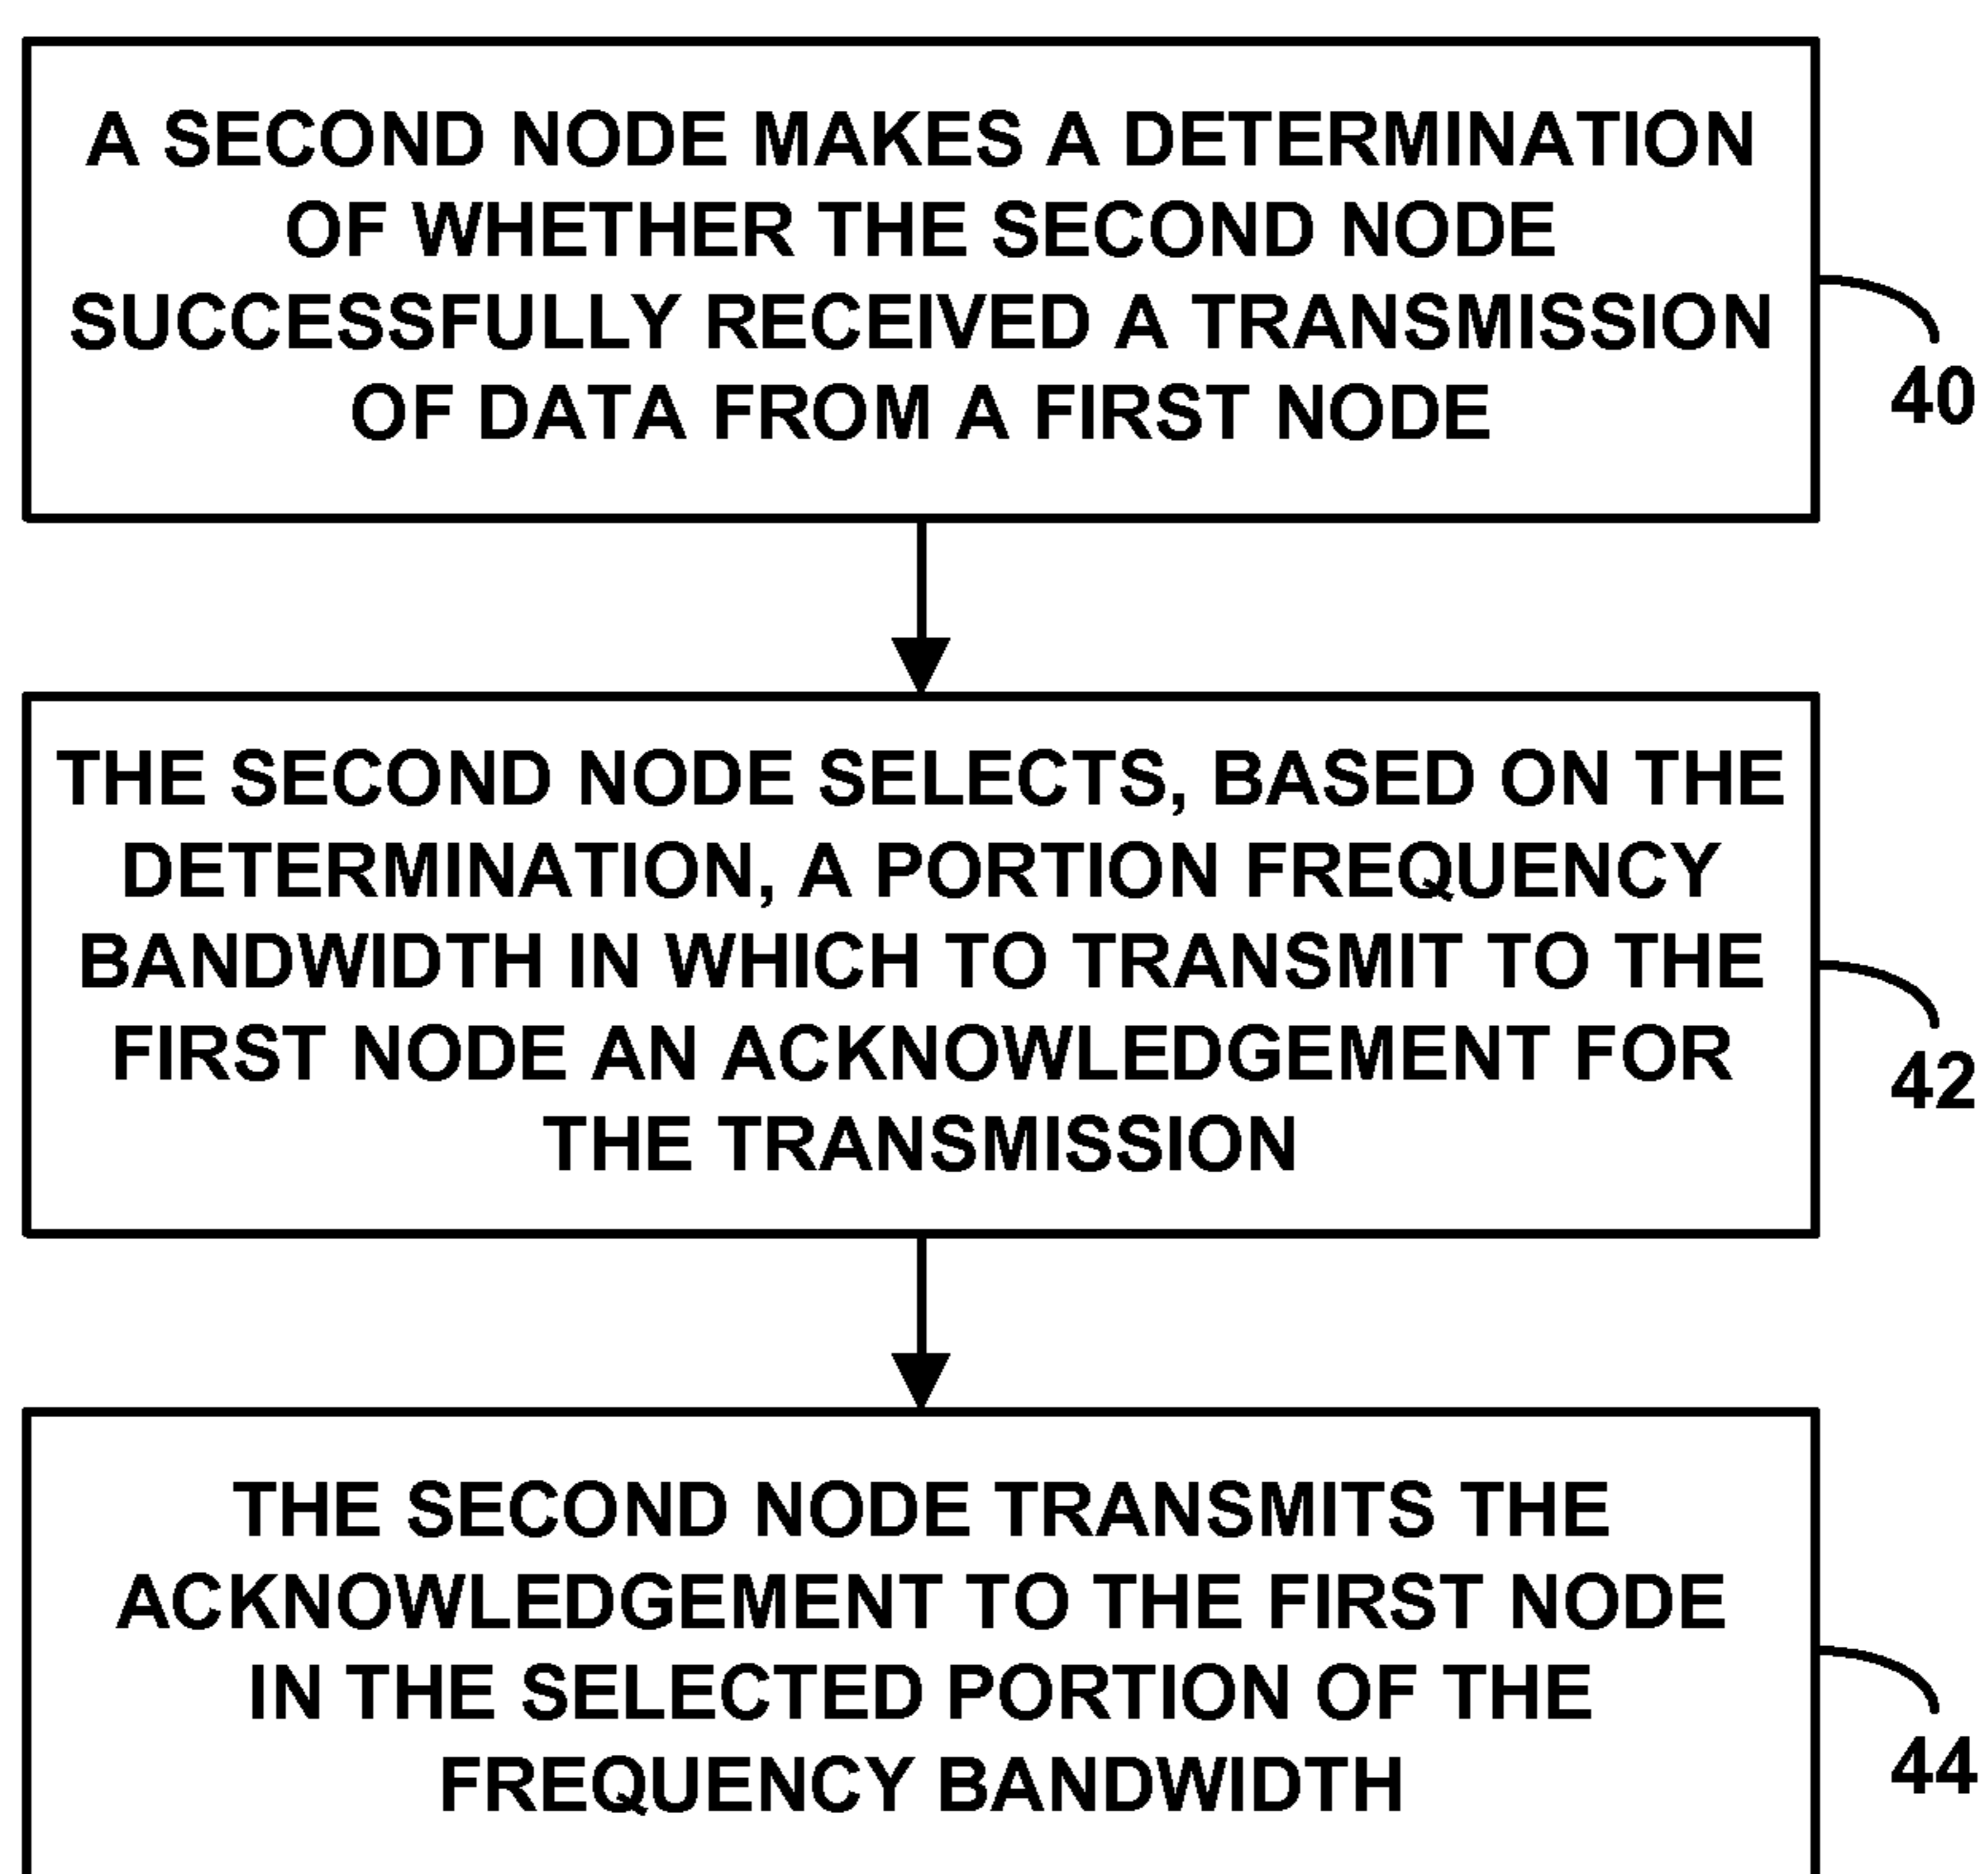 A SECOND NODE MAKES A DETERMINATION
OF WHETHER THE SECOND NODE
SUCCESSFULLY RECEIVED A TRANSMISSION
OF DATA FROM A FIRST NODE
40
THE SECOND NODE SELECTS, BASED ON THE
DETERMINATION, A PORTION FREQUENCY
BANDWIDTH IN WHICH TO TRANSMIT TO THE
FIRST NODE AN ACKNOWLEDGEMENT FOR
THE TRANSMISSION
42
THE SECOND NODE TRANSMITS THE
ACKNOWLEDGEMENT TO THE FIRST NODE
IN THE SELECTED PORTION OF THE
FREQUENCY BANDWIDTH
44